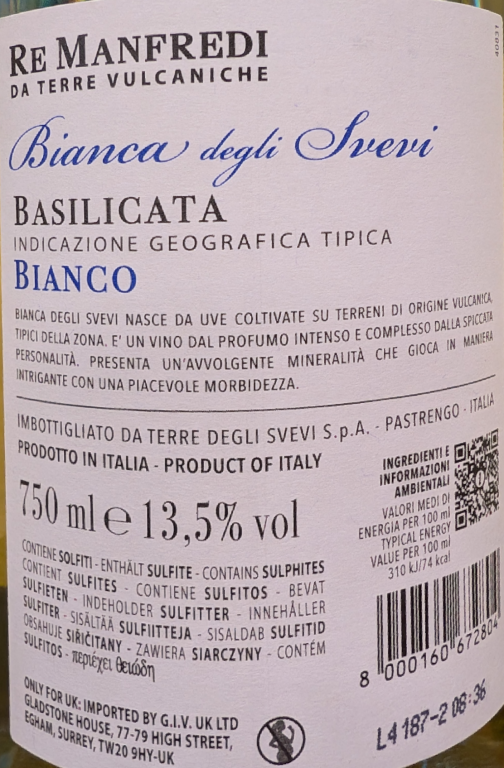 40831
RE MANFREDI
DA TERRE VULCANICHE
Bianca degli Svevi
BASILICATA
INDICAZIONE GEOGRAFICA TIPICA
BIANCO
BIANCA DEGLI SVEVI NASCE DA UVE COLTIVATE SU TERRENI DI ORIGINE VULCANICA,
TIPICI DELLA ZONA. E' UN VINO DAL PROFUMO INTENSO E COMPLESSO DALLA SPICCATA
PERSONALITÀ. PRESENTA UN'AVVOLGENTE MINERALITÀ CHE GIOCA IN MANIERA
INTRIGANTE CON UNA PIACEVOLE MORBIDEZZA.
IMBOTTIGLIATO DA TERRE DEGLI SVEVI S.p.A. - PASTRENGO - ITALIA
PRODOTTO IN ITALIA - PRODUCT OF ITALY
750 ml e 13,5% vol
CONTIENE SOLFITI - ENTHÄLT SULFITE - CONTAINS SULPHITES
CONTIENT SULFITES - CONTIENE SULFITOS - BEVAT
SULFIETEN - INDEHOLDER SULFITTER - INNEHÅLLER
SULFITER - SISÄLTÄÄ SULFIITTEJA - SISALDAB SULFITID
OBSAHUJE SIŘIČITANY - ZAWIERA SIARCZYNY - CONTÉM
SULFITOS - περιέχει θειώδη
ONLY FOR UK: IMPORTED BY G.I.V. UK LTD
GLADSTONE HOUSE, 77-79 HIGH STREET,
EGHAM, SURREY, TW20 9HY-UK
INGREDIENTI E
INFORMAZIONI
AMBIENTALI
VALORI MEDI DI
ENERGIA PER 100 ml
TYPICAL ENERGY
VALUE PER 100 ml
310 kJ/74 kcal
8 000160 672804
L4 187-2 08:36